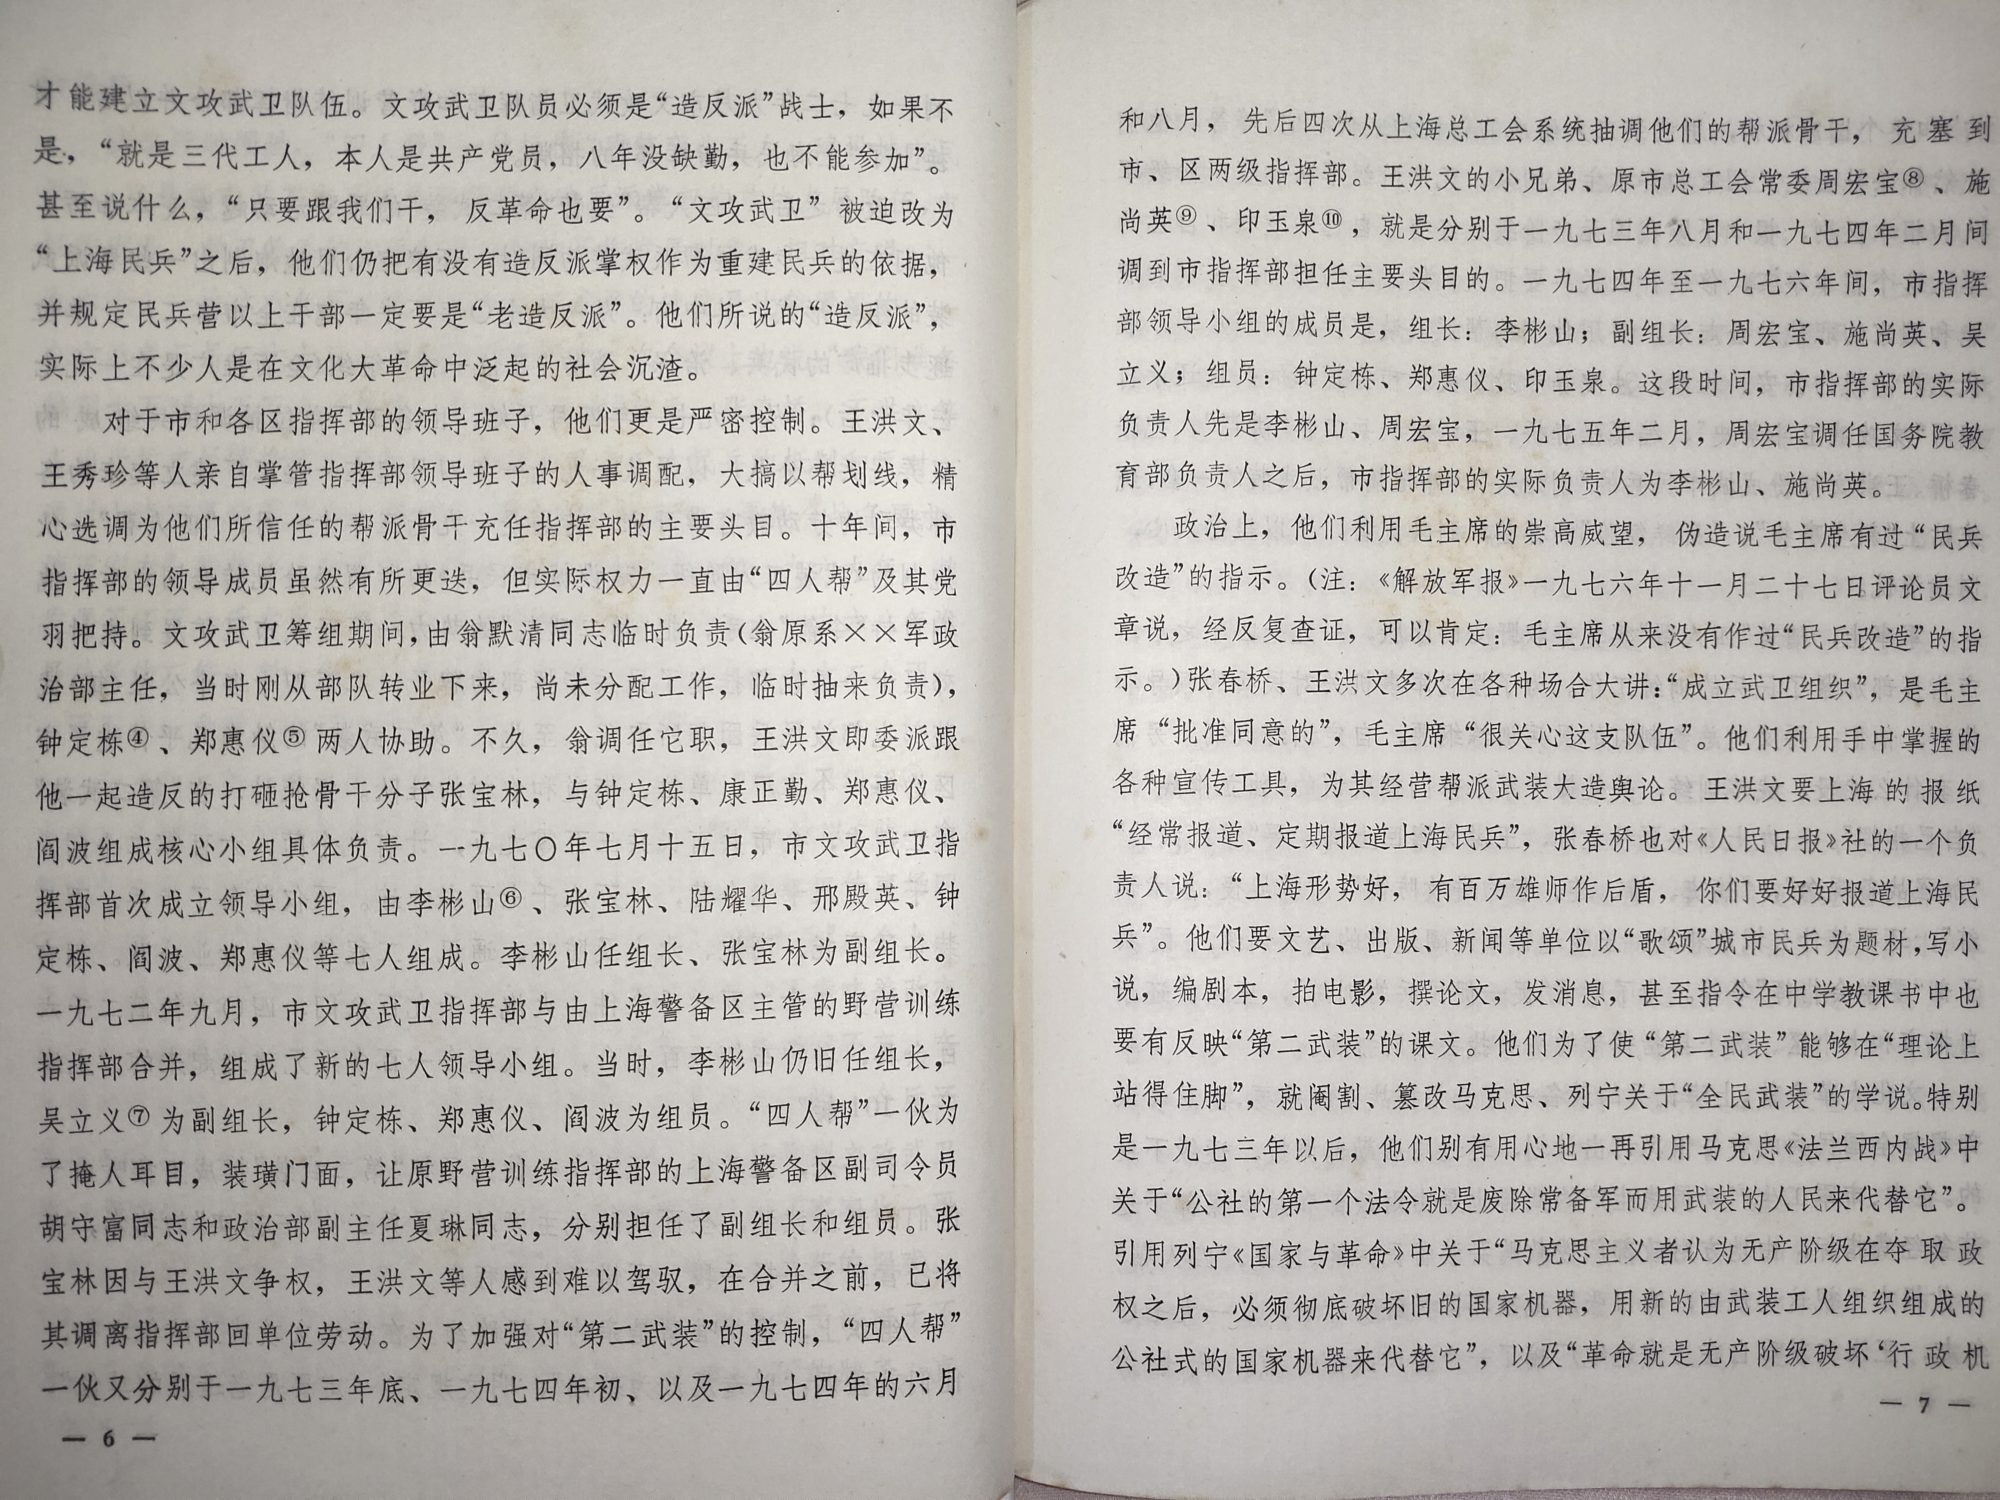 才能建立文攻武卫队伍。文攻武卫队员必须是“造反派”战士，如果不
是，“就是三代工人，本人是共产党员，八年没缺勤，也不能参加”。
甚至说什么，“只要跟我们干，反革命也要”。“文攻武卫”被迫改为
“上海民兵”之后，他们仍把有没有造反派掌权作为重建民兵的依据，
并规定民兵营以上干部一定要是“老造反派”。他们所说的“造反派”，
实际上不少人是在文化大革命中泛起的社会沉渣。
对于市和各区指挥部的领导班子，他们更是严密控制。王洪文、
王秀珍等人亲自掌管指挥部领导班子的人事调配，大搞以帮划线，精
心选调为他们所信任的帮派骨干充任指挥部的主要头目。十年间，市
指挥部的领导成员虽然有所更迭，但实际权力一直由“四人帮”及其党
羽把持。文攻武卫筹组期间，由翁默清同志临时负责（翁原系××军政
治部主任，当时刚从部队转业下来，尚未分配工作，临时抽来负责），
钟定栋④、郑惠仪⑤两人协助。不久，翁调任它职，王洪文即委派跟
他一起造反的打砸抢骨干分子张宝林，与钟定栋、康正勤、郑惠仪、
阎波组成核心小组具体负责。一九七〇年七月十五日，市文攻武卫指
挥部首次成立领导小组，由李彬山⑥、张宝林、陆耀华、邢殿英、钟
定栋、阎波、郑惠仪等七人组成。李彬山任组长、张宝林为副组长。
一九七二年九月，市文攻武卫指挥部与由上海警备区主管的野营训练
指挥部合并，组成了新的七人领导小组。当时，李彬山仍旧任组长，
吴立义⑦为副组长，钟定栋、郑惠仪、阎波为组员。“四人帮”一伙为
了掩人耳目，装璜门面，让原野营训练指挥部的上海警备区副司令员
胡守富同志和政治部副主任夏琳同志，分别担任了副组长和组员。张
宝林因与王洪文争权，王洪文等人感到难以驾驭，在合并之前，已将
其调离指挥部回单位劳动。为了加强对“第二武装”的控制，“四人帮”
一伙又分别于一九七三年底、一九七四年初、以及一九七四年的六月
— 6 —
和八月，先后四次从上海总工会系统抽调他们的帮派骨干，充塞到
市、区两级指挥部。王洪文的小兄弟、原市总工会常委周宏宝⑧、施
尚英⑨、印玉泉⑩，就是分别于一九七三年八月和一九七四年二月间
调到市指挥部担任主要头目的。一九七四年至一九七六年间，市指挥
部领导小组的成员是，组长：李彬山；副组长：周宏宝、施尚英、吴
立义；组员：钟定栋、郑惠仪、印玉泉。这段时间，市指挥部的实际
负责人先是李彬山、周宏宝，一九七五年二月，周宏宝调任国务院教
育部负责人之后，市指挥部的实际负责人为李彬山、施尚英。
政治上，他们利用毛主席的崇高威望，伪造说毛主席有过“民兵
改造”的指示。（注：《解放军报》一九七六年十一月二十七日评论员文
章说，经反复查证，可以肯定：毛主席从来没有作过“民兵改造”的指
示。）张春桥、王洪文多次在各种场合大讲：“成立武卫组织”，是毛主
席“批准同意的”，毛主席“很关心这支队伍”。他们利用手中掌握的
各种宣传工具，为其经营帮派武装大造舆论。王洪文要上海的报纸
“经常报道、定期报道上海民兵”，张春桥也对《人民日报》社的一个负
责人说：“上海形势好，有百万雄师作后盾，你们要好好报道上海民
兵”。他们要文艺、出版、新闻等单位以“歌颂”城市民兵为题材，写小
说，编剧本，拍电影，撰论文，发消息，甚至指令在中学教课书中也
要有反映“第二武装”的课文。他们为了使“第二武装”能够在“理论上
站得住脚”，就阉割、篡改马克思、列宁关于“全民武装”的学说。特别
是一九七三年以后，他们别有用心地一再引用马克思《法兰西内战》中
关于“公社的第一个法令就是废除常备军而用武装的人民来代替它”。
引用列宁《国家与革命》中关于“马克思主义者认为无产阶级在夺取政
权之后，必须彻底破坏旧的国家机器，用新的由武装工人组织组成的
公社式的国家机器来代替它”，以及“革命就是无产阶级破坏‘行政机
— 7 —